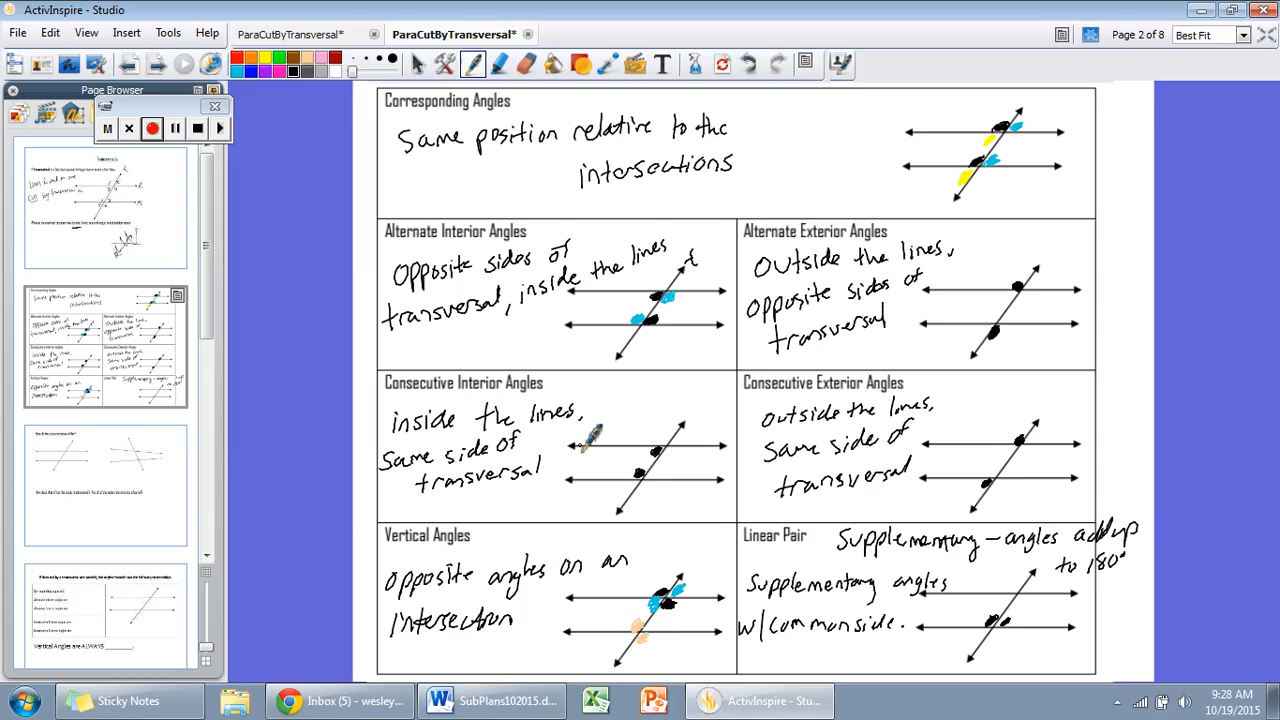 ActivInspire - Studio
File Edit View Insert Tools Help
ParaCutByTransversal* ParaCutByTransversal*
Page 2 of 8 Best Fit
Page Browser
M
Corresponding Angles
Same position relative to the
intersections
Alternate Interior Angles
Opposite sides of
transversal, inside the lines
t
Alternate Exterior Angles
Outside the lines,
opposite sides of
transversal
Consecutive Interior Angles
inside the lines,
Same side of
transversal
Consecutive Exterior Angles
outside the lines,
Same side of
transversal
Vertical Angles
Opposite angles on an
intersection
Linear Pair
Supplementary - angles add up
to 180°
Supplementary angles
w/ common side.
Vertical Angles are ALWAYS
Sticky Notes
Inbox (5) - wesley...
SubPlans102015.d...
ActivInspire - Stu...
9:28 AM
10/19/2015